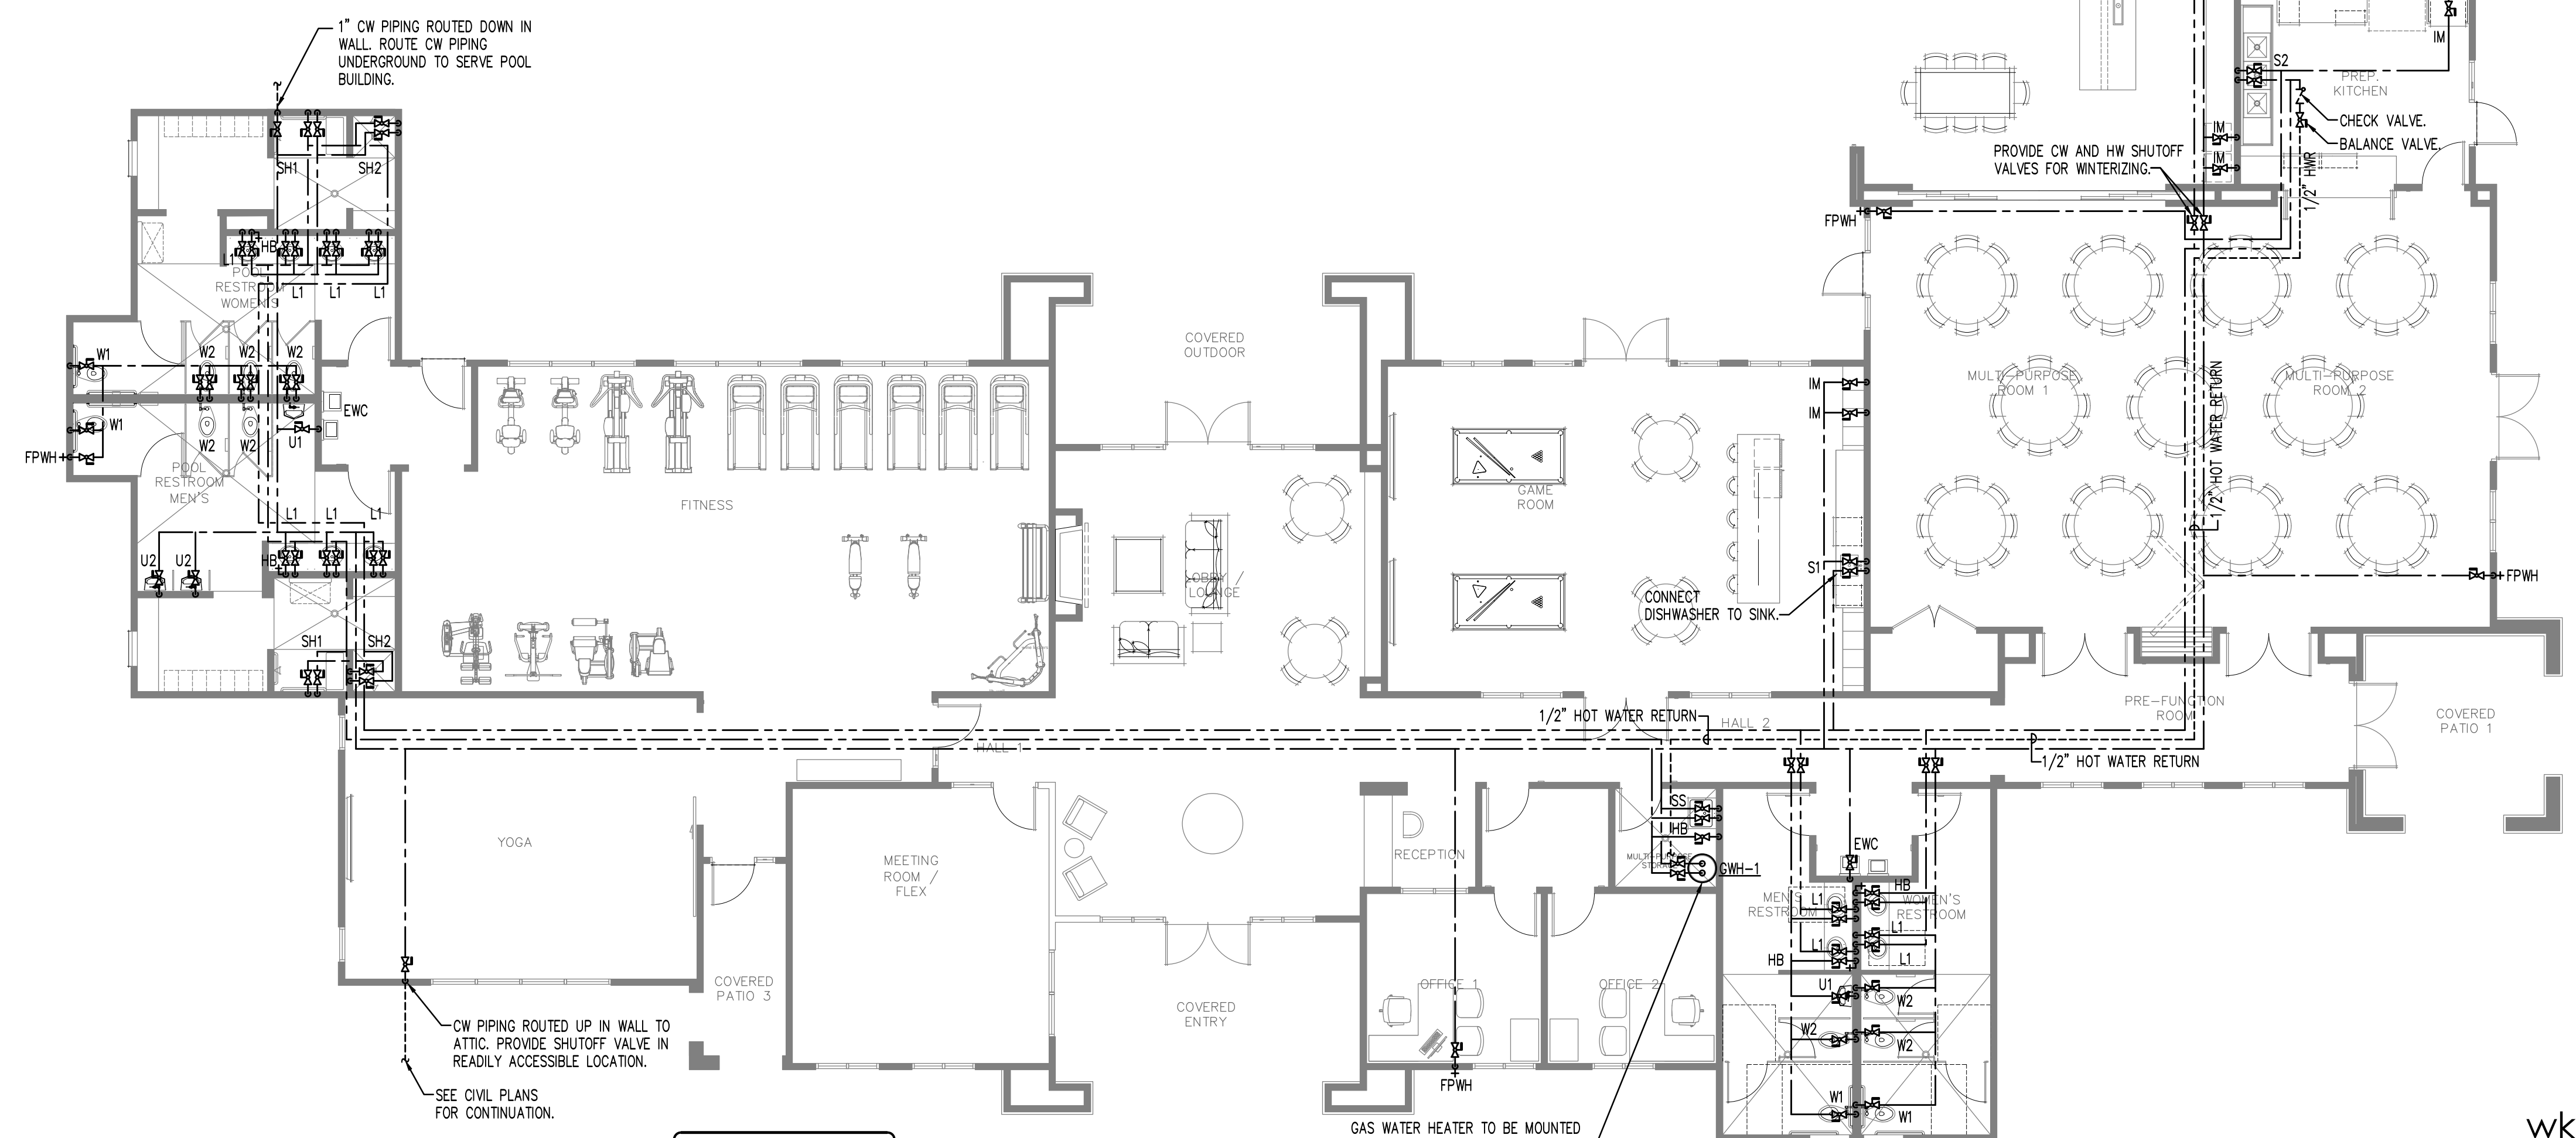 1" CW PIPING ROUTED DOWN IN
WALL. ROUTE CW PIPING
UNDERGROUND TO SERVE POOL
BUILDING.
SH1
SH2
HB
L1
POOL
RESTROOM
WOMEN'S
L1
L1
L1
W1
W2
W2
W2
EWC
W1
W2
W2
U1
FPWH
POOL
RESTROOM
MEN'S
L1
L1
L1
U2
U2
HB
SH1
SH2
FITNESS
COVERED
OUTDOOR
LOBBY /
LOUNGE
GAME
ROOM
IM
IM
S1
CONNECT
DISHWASHER TO SINK.
IM
S2
PREP.
KITCHEN
CHECK VALVE.
BALANCE VALVE.
IM
IM
PROVIDE CW AND HW SHUTOFF
VALVES FOR WINTERIZING.
1/2" HWR
FPWH
MULTI-PURPOSE
ROOM 1
MULTI-PURPOSE
ROOM 2
1/2" HOT WATER RETURN
FPWH
PRE-FUNCTION
ROOM
COVERED
PATIO 1
1/2" HOT WATER RETURN
HALL 2
HALL 1
1/2" HOT WATER RETURN
YOGA
MEETING
ROOM /
FLEX
RECEPTION
SS
HB
MULTI-PURPOSE
STORAGE
GWH-1
EWC
MEN'S
RESTROOM
L1
L1
HB
U1
W2
W1
HB
WOMEN'S
RESTROOM
L1
L1
W2
W2
W1
COVERED
PATIO 3
COVERED
ENTRY
OFFICE 1
OFFICE 2
FPWH
CW PIPING ROUTED UP IN WALL TO
ATTIC. PROVIDE SHUTOFF VALVE IN
READILY ACCESSIBLE LOCATION.
SEE CIVIL PLANS
FOR CONTINUATION.
GAS WATER HEATER TO BE MOUNTED
wk